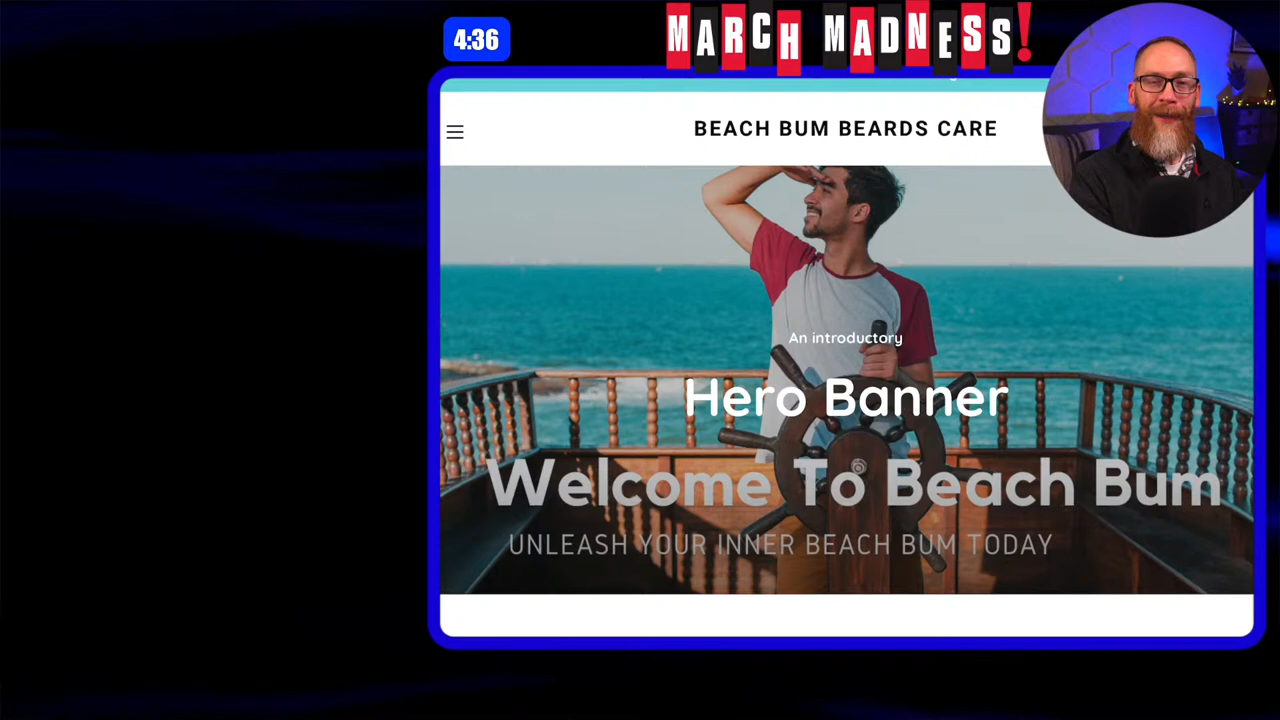 4:36
MARCH MADNESS!
BEACH BUM BEARDS CARE
An introductory
Hero Banner
Welcome To Beach Bum
UNLEASH YOUR INNER BEACH BUM TODAY